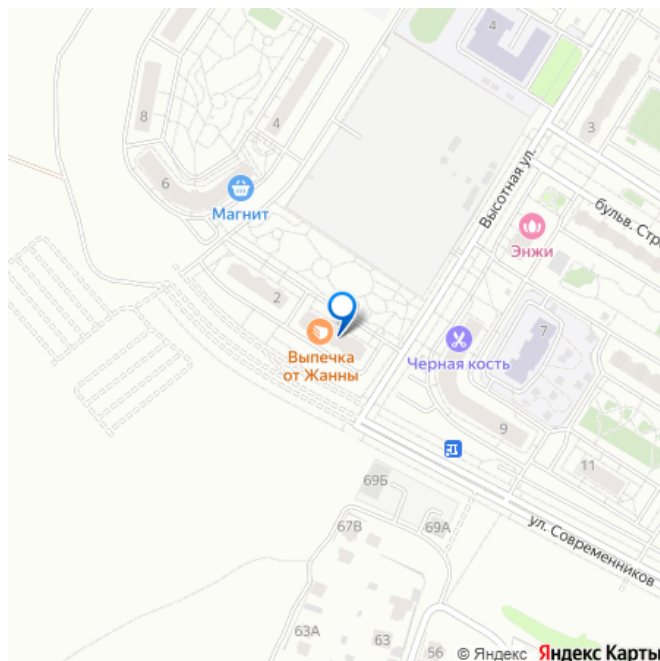 4
8
4
3
6
Магнит
Высотная ул.
бульв. Стр
Энжи
2
7
Выпечка
от Жанны
Черная кость
9
11
69Б
67В
69А
ул. Современников
63А
63
56
© Яндекс Яндекс Карты